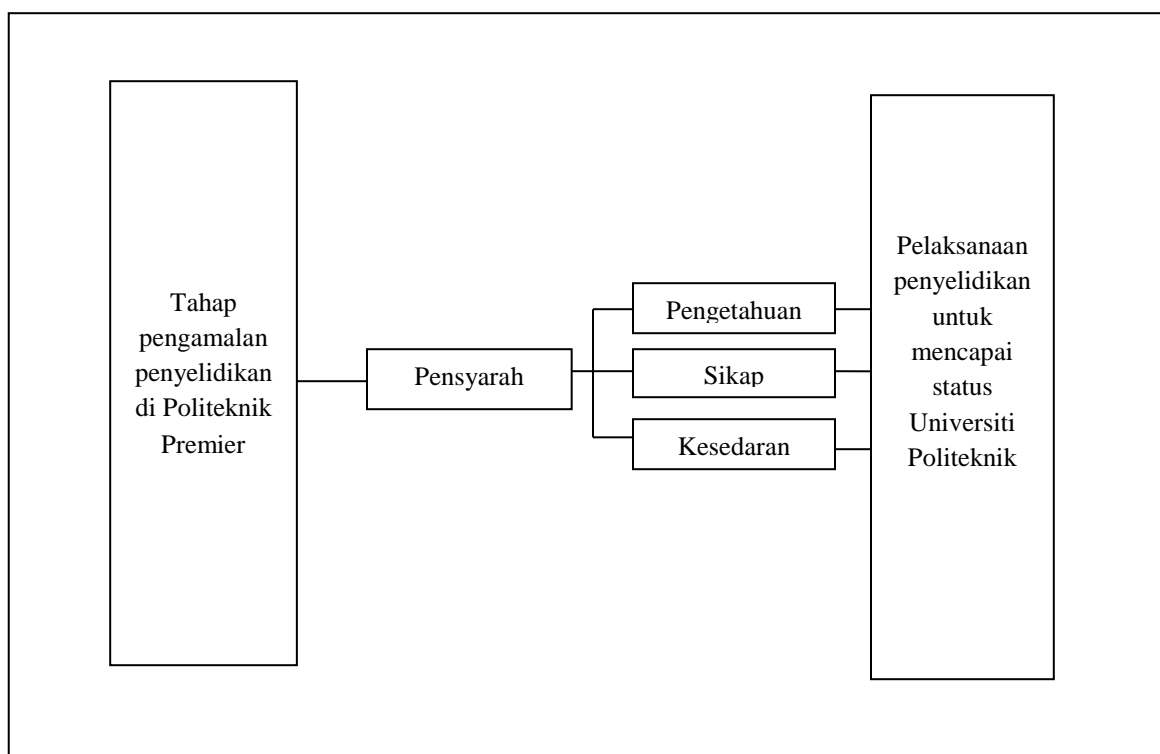 Tahap
pengamalan
penyelidikan
di Politeknik
Premier
Pensyarah
Pengetahuan
Sikap
Kesedaran
Pelaksanaan
penyelidikan
untuk
mencapai
status
Universiti
Politeknik